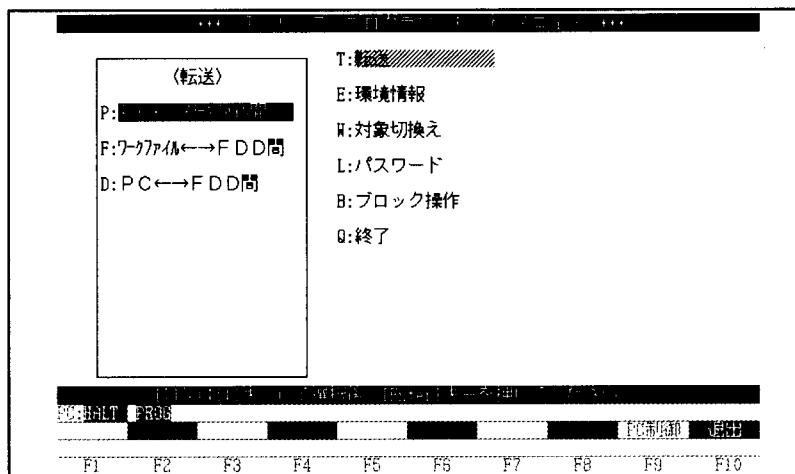 〈転送〉
P:
F:ワークファイル←→FDD間
D:PC←→FDD間
T:転送
E:環境情報
W:対象切換え
L:パスワード
B:ブロック操作
Q:終了
PC:HALT PROG
PC制御 退出
F1 F2 F3 F4 F5 F6 F7 F8 F9 F10